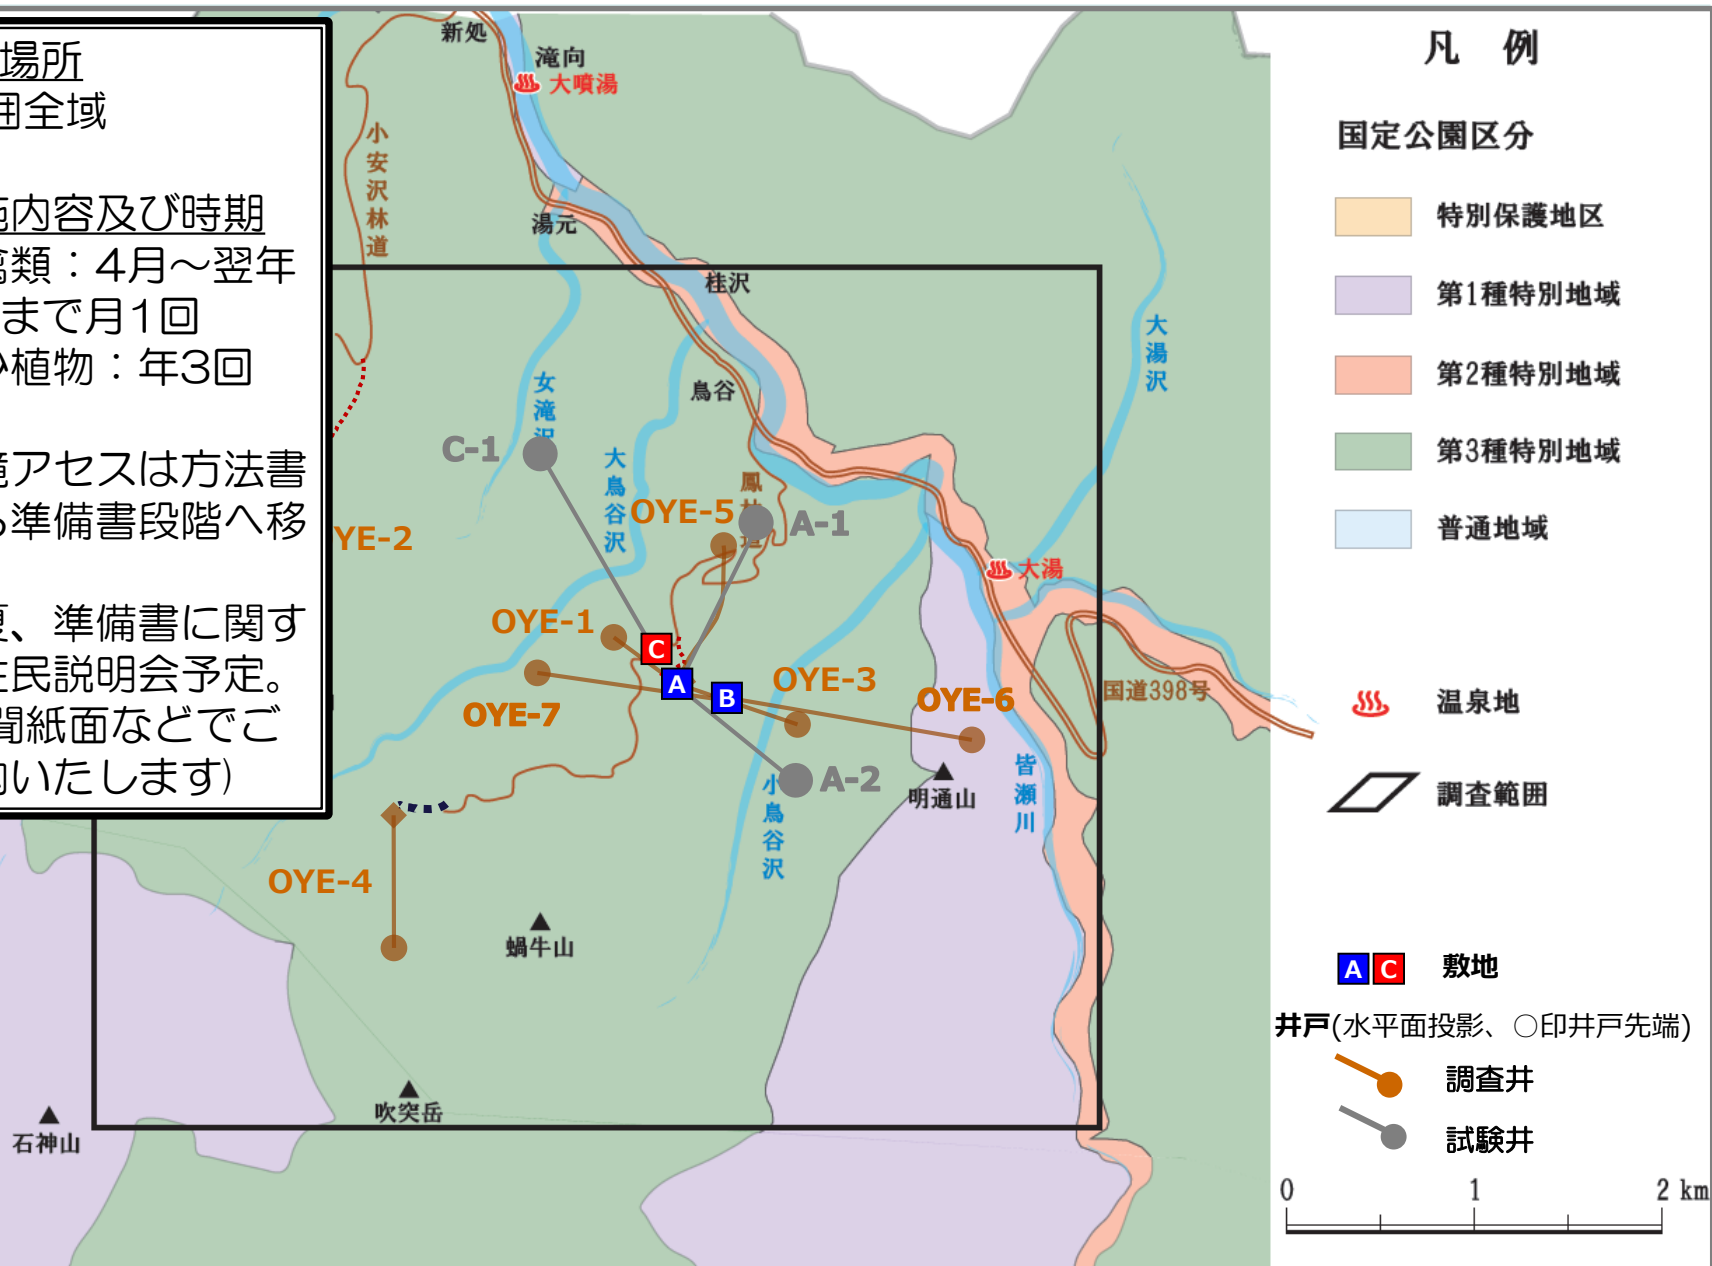 場所
囲全域
施内容及び時期
禽類：4月～翌年
まで月1回
植物：年3回
境アセスは方法書
準備書段階へ移
夏、準備書に関す
住民説明会予定。
聞紙面などでご
内いたします）
新処
滝向
大噴湯
小安沢林道
湯元
桂沢
大湯沢
女滝沢
鳥谷
C-1
大鳥谷沢
OYE-5
A-1
YE-2
大湯
OYE-1
C
A
B
OYE-3
OYE-6
国道398号
OYE-7
A-2
小鳥谷沢
明通山
皆瀬川
OYE-4
蝸牛山
吹突岳
石神山
凡 例
国定公園区分
特別保護地区
第1種特別地域
第2種特別地域
第3種特別地域
普通地域
温泉地
調査範囲
A C 敷地
井戸(水平面投影、○印井戸先端)
調査井
試験井
0 1 2 km